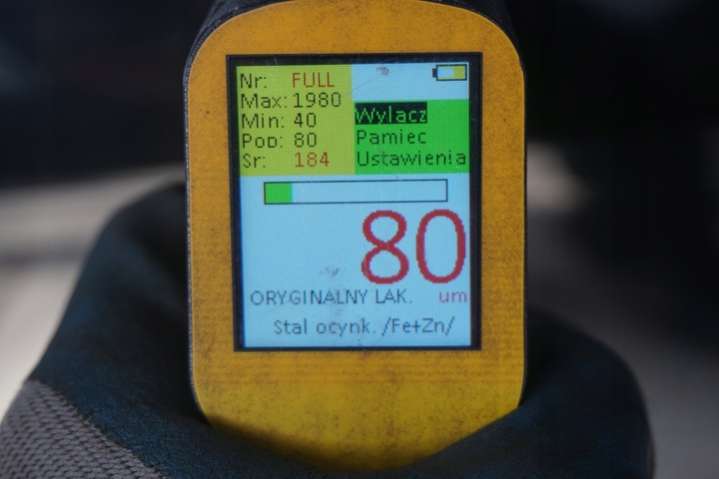 Nr: FULL
Max: 1980
Min: 40
Pop: 80
Sr: 184
Wylacz
Pamiec
Ustawienia
80
ORYGINALNY LAK. um
Stal ocynk. /Fe+Zn/